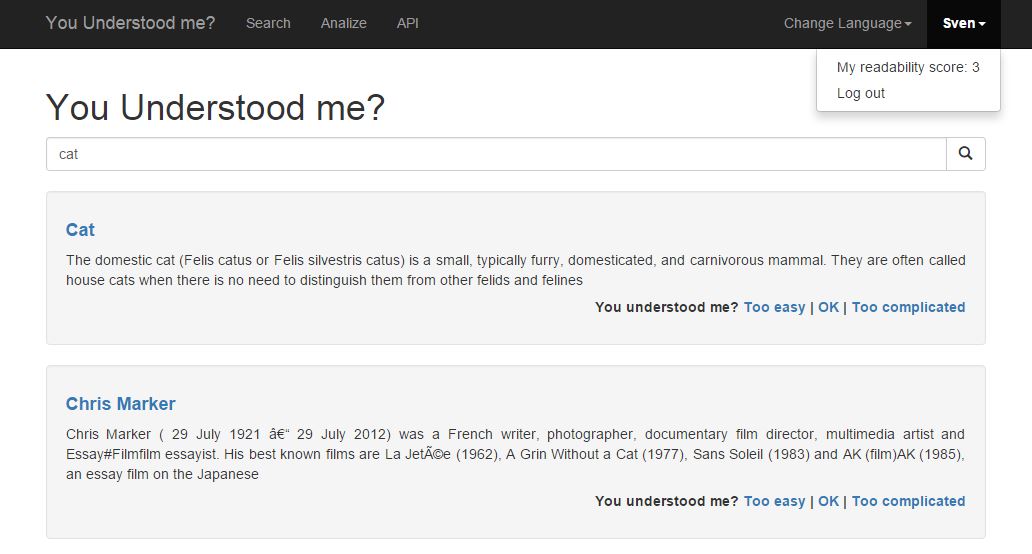 You Understood me? Search Analize API Change Language Sven
My readability score: 3
Log out
You Understood me?
cat
Cat
The domestic cat (Felis catus or Felis silvestris catus) is a small, typically furry, domesticated, and carnivorous mammal. They are often called
house cats when there is no need to distinguish them from other felids and felines
You understood me? Too easy | OK | Too complicated
Chris Marker
Chris Marker ( 29 July 1921 â€“ 29 July 2012) was a French writer, photographer, documentary film director, multimedia artist and
Essay#Filmfilm essayist. His best known films are La JetÃ©e (1962), A Grin Without a Cat (1977), Sans Soleil (1983) and AK (film)AK (1985),
an essay film on the Japanese
You understood me? Too easy | OK | Too complicated